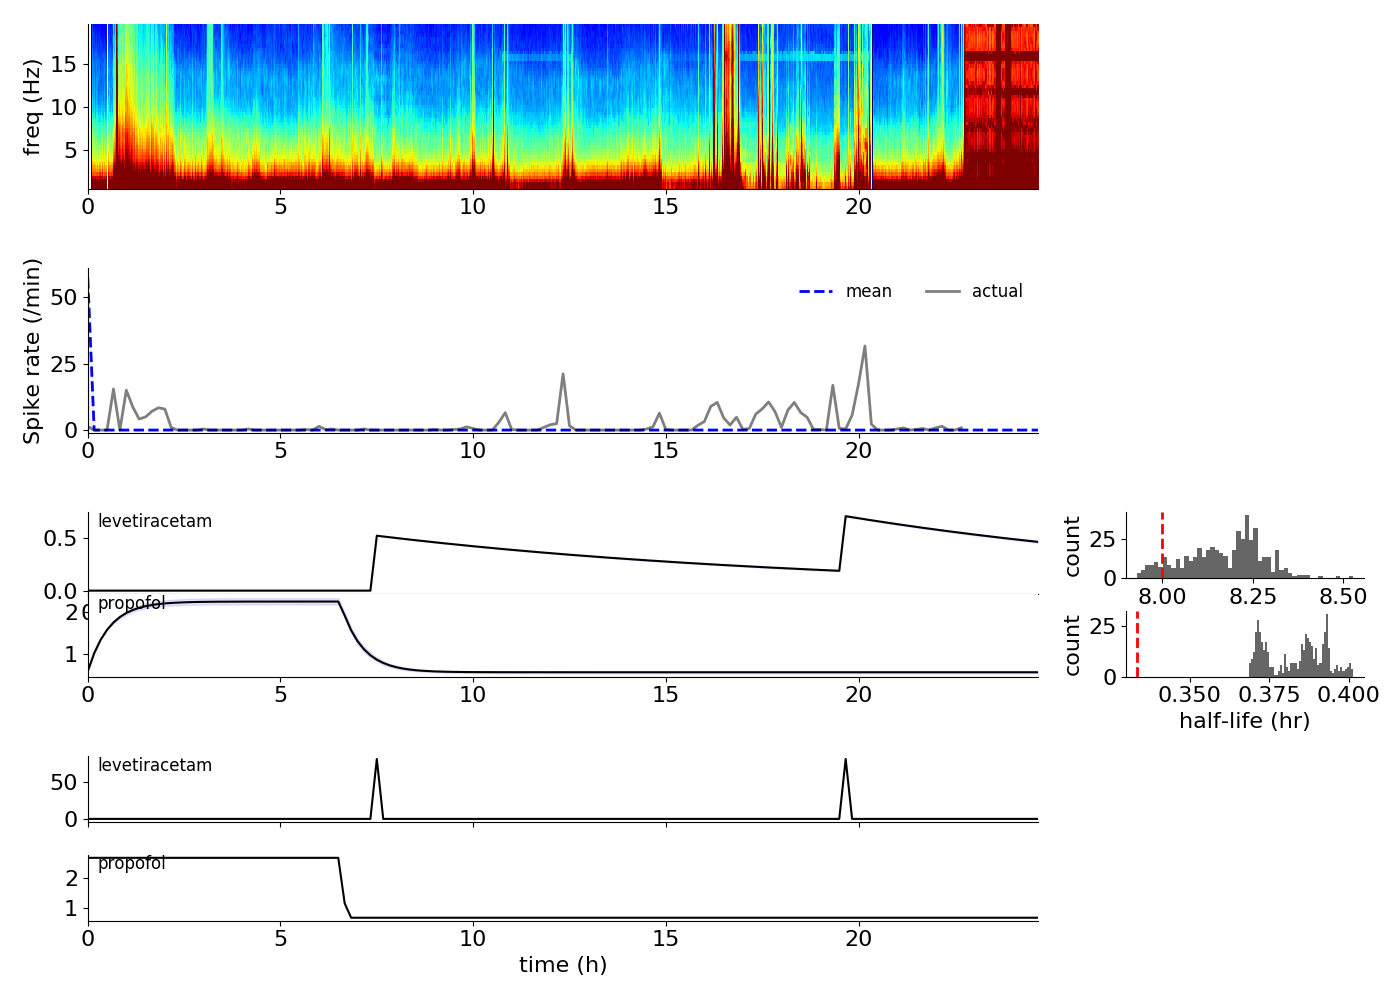 freq (Hz)
15
10
5
0 5 10 15 20
Spike rate (/min)
50
25
0
mean actual
0 5 10 15 20
levetiracetam
0.5
0.0
count
25
0
8.00 8.25 8.50
propofol
2
1
0 5 10 15 20
count
25
0
0.350 0.375 0.400
half-life (hr)
levetiracetam
50
0
propofol
2
1
0 5 10 15 20
time (h)